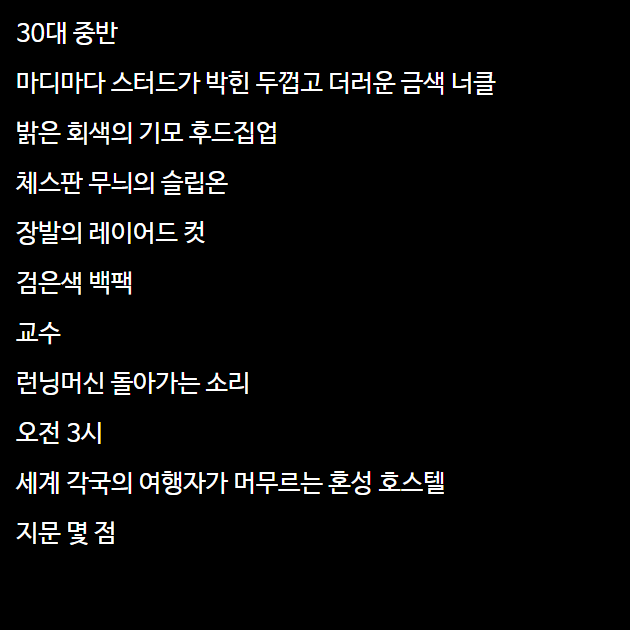 30대 중반
마디마다 스터드가 박힌 두껍고 더러운 금색 너클
밝은 회색의 기모 후드집업
체스판 무늬의 슬립온
장발의 레이어드 컷
검은색 백팩
교수
런닝머신 돌아가는 소리
오전 3시
세계 각국의 여행자가 머무르는 혼성 호스텔
지문 몇 점